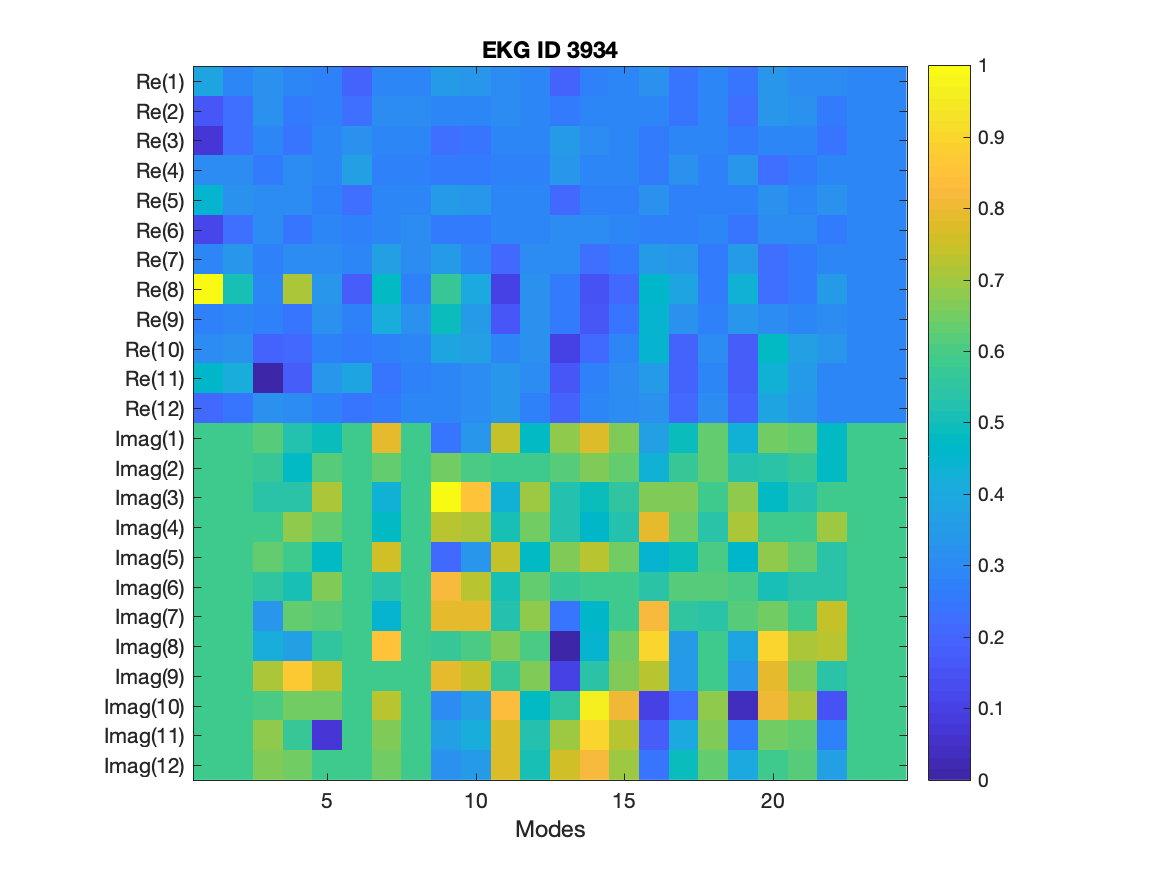 EKG ID 3934
Re(1)
Re(2)
Re(3)
Re(4)
Re(5)
Re(6)
Re(7)
Re(8)
Re(9)
Re(10)
Re(11)
Re(12)
Imag(1)
Imag(2)
Imag(3)
Imag(4)
Imag(5)
Imag(6)
Imag(7)
Imag(8)
Imag(9)
Imag(10)
Imag(11)
Imag(12)
5 10 15 20
Modes
1
0.9
0.8
0.7
0.6
0.5
0.4
0.3
0.2
0.1
0